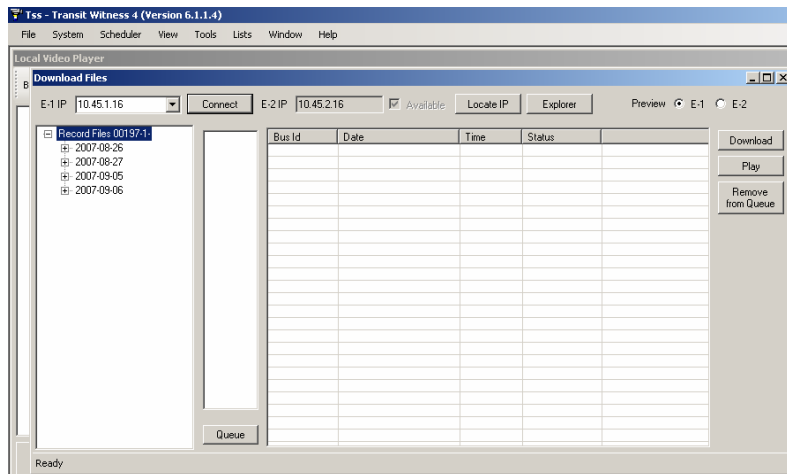 Tss - Transit Witness 4 (Version 6.1.1.4)
File System Scheduler View Tools Lists Window Help
Local Video Player
B Download Files
E-1 IP 10.45.1.16 Connect E-2 IP 10.45.2.16 Available Locate IP Explorer Preview E-1 E-2
Record Files 00197-1-
2007-08-26
2007-08-27
2007-09-05
2007-09-06
Bus Id Date Time Status
Download
Play
Remove
from Queue
Queue
Ready